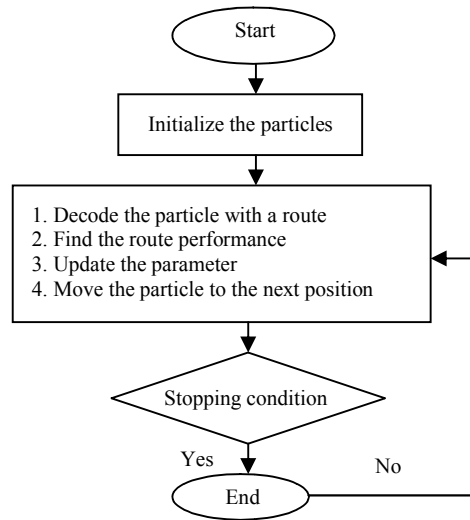 Start
Initialize the particles
1. Decode the particle with a route
2. Find the route performance
3. Update the parameter
4. Move the particle to the next position
Stopping condition
Yes
No
End